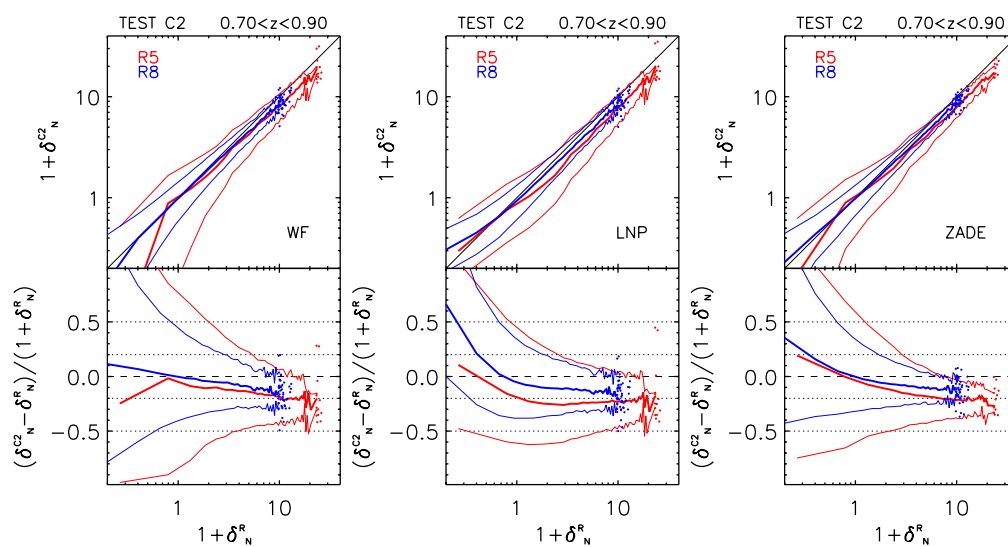 TEST C2 0.70<z<0.90
TEST C2 0.70<z<0.90
TEST C2 0.70<z<0.90
R5
R8
R5
R8
R5
R8
10
1
10
1
10
1
1+δ^C2_N
1+δ^C2_N
1+δ^C2_N
WF
LNP
ZADE
0.5
0.0
−0.5
0.5
0.0
−0.5
0.5
0.0
−0.5
(δ^C2_N−δ^R_N)/(1+δ^R_N)
(δ^C2_N−δ^R_N)/(1+δ^R_N)
(δ^C2_N−δ^R_N)/(1+δ^R_N)
1 10
1 10
1 10
1+δ^R_N
1+δ^R_N
1+δ^R_N